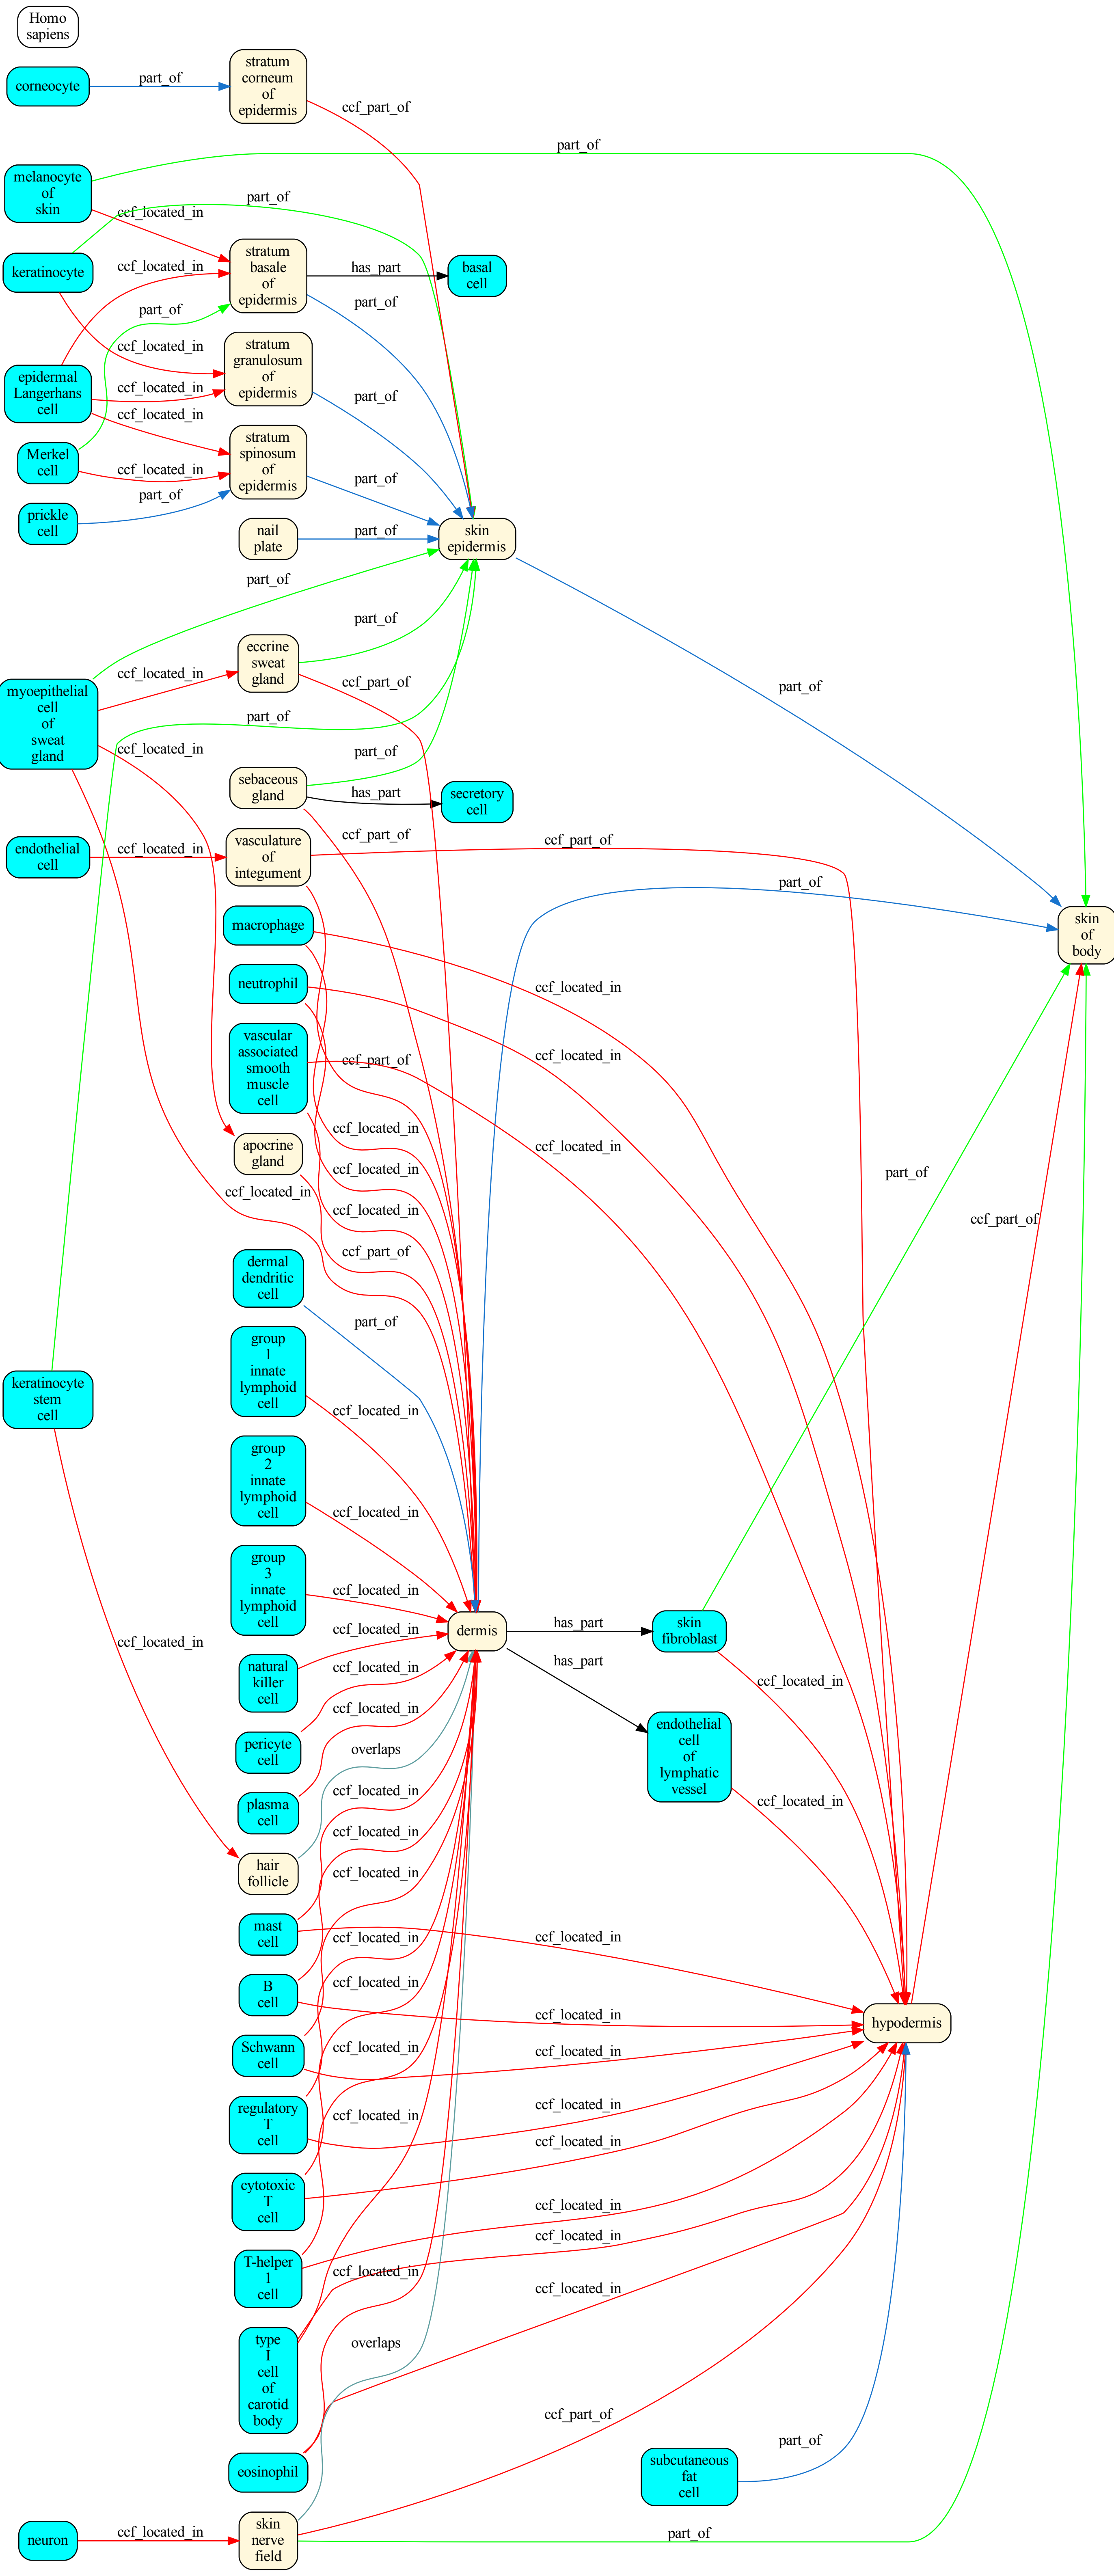 Homo
sapiens
corneocyte
part_of
stratum
corneum
of
epidermis
ccf_part_of
part_of
melanocyte
of
skin
ccf_located_in
part_of
keratinocyte
ccf_located_in
stratum
basale
of
epidermis
has_part
basal
cell
part_of
part_of
ccf_located_in
stratum
granulosum
of
epidermis
part_of
epidermal
Langerhans
cell
ccf_located_in
ccf_located_in
Merkel
cell
ccf_located_in
stratum
spinosum
of
epidermis
part_of
prickle
cell
part_of
nail
plate
part_of
skin
epidermis
part_of
part_of
eccrine
sweat
gland
part_of
ccf_part_of
myoepithelial
cell
of
sweat
gland
ccf_located_in
part_of
ccf_located_in
part_of
sebaceous
gland
has_part
secretory
cell
ccf_part_of
endothelial
cell
ccf_located_in
vasculature
of
integument
ccf_part_of
part_of
skin
of
body
macrophage
neutrophil
ccf_located_in
vascular
associated
smooth
muscle
cell
ccf_located_in
ccf_part_of
ccf_located_in
ccf_located_in
apocrine
gland
ccf_located_in
ccf_located_in
part_of
ccf_located_in
ccf_part_of
ccf_part_of
dermal
dendritic
cell
part_of
group
1
innate
lymphoid
cell
ccf_located_in
keratinocyte
stem
cell
group
2
innate
lymphoid
cell
ccf_located_in
group
3
innate
lymphoid
cell
ccf_located_in
ccf_located_in
ccf_located_in
natural
killer
cell
ccf_located_in
dermis
has_part
skin
fibroblast
has_part
ccf_located_in
pericyte
cell
ccf_located_in
overlaps
endothelial
cell
of
lymphatic
vessel
ccf_located_in
plasma
cell
ccf_located_in
hair
follicle
ccf_located_in
ccf_located_in
mast
cell
ccf_located_in
ccf_located_in
B
cell
ccf_located_in
ccf_located_in
hypodermis
Schwann
cell
ccf_located_in
ccf_located_in
regulatory
T
cell
ccf_located_in
ccf_located_in
cytotoxic
T
cell
ccf_located_in
T-helper
1
cell
ccf_located_in
ccf_located_in
ccf_located_in
type
I
cell
of
carotid
body
overlaps
ccf_part_of
eosinophil
subcutaneous
fat
cell
part_of
neuron
ccf_located_in
skin
nerve
field
part_of